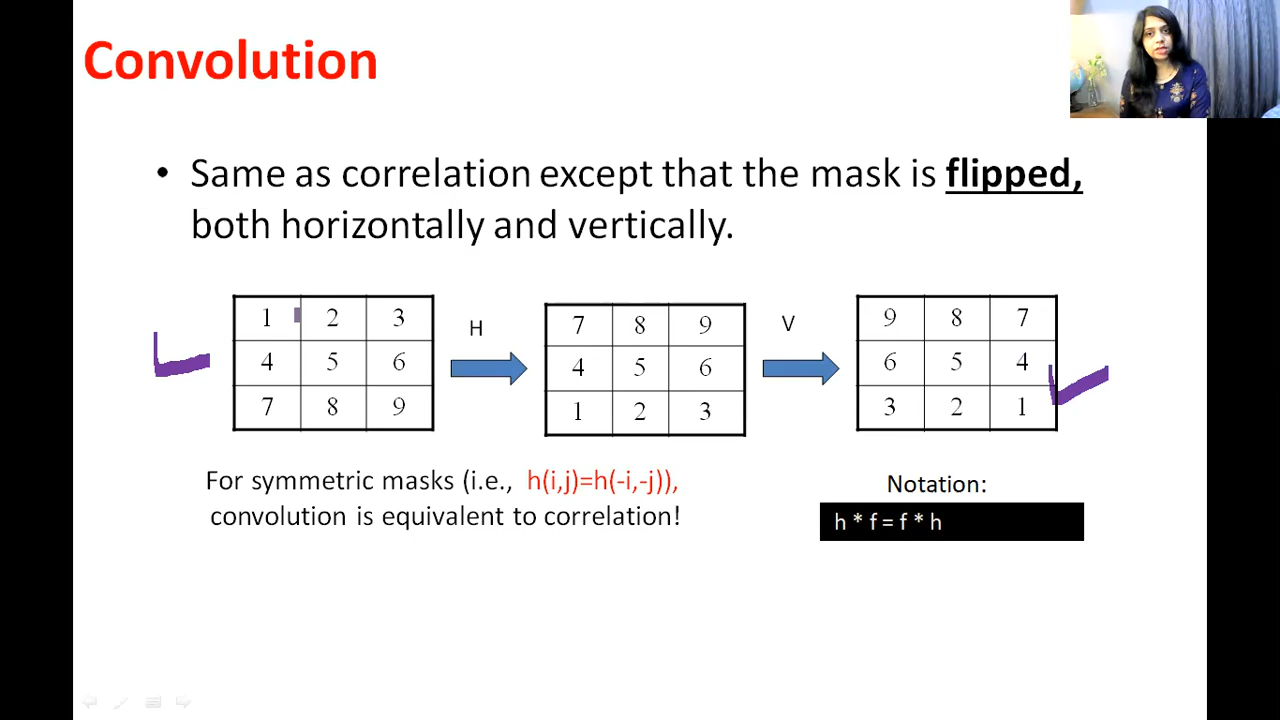 Convolution
• Same as correlation except that the mask is flipped,
both horizontally and vertically.
1 2 3
4 5 6
7 8 9
H
7 8 9
4 5 6
1 2 3
V
9 8 7
6 5 4
3 2 1
For symmetric masks (i.e., h(i,j)=h(-i,-j)),
convolution is equivalent to correlation!
Notation:
h * f = f * h